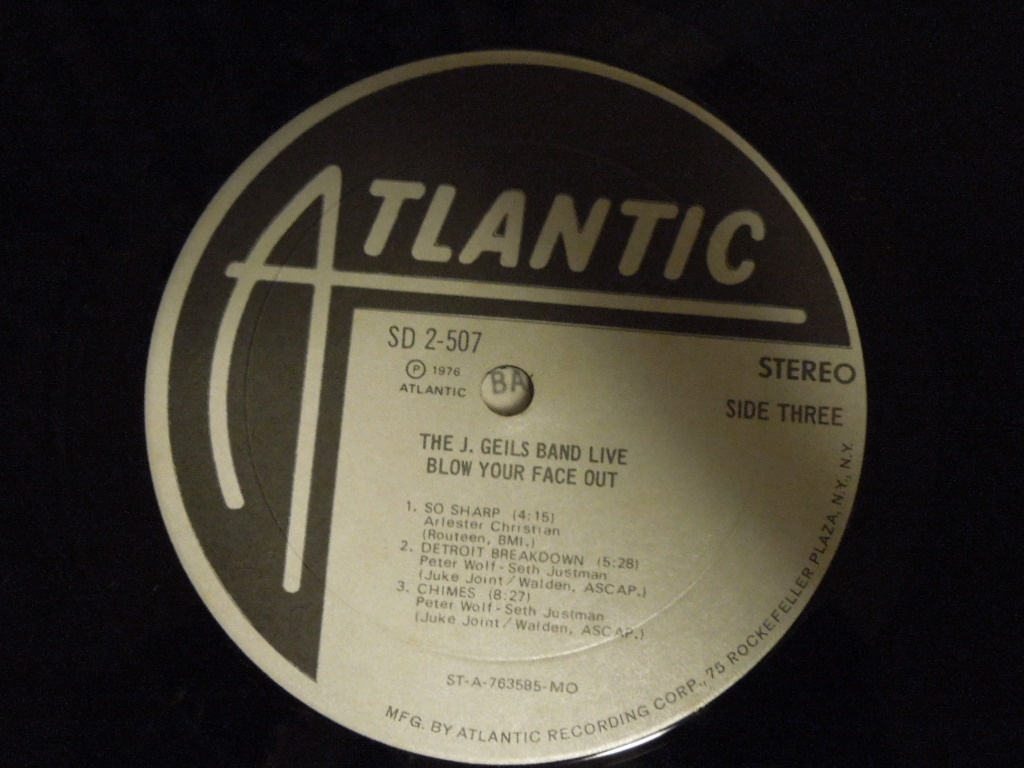 ATLANTIC
SD 2-507
℗ 1976
ATLANTIC
BA
STEREO
SIDE THREE
THE J. GEILS BAND LIVE
BLOW YOUR FACE OUT
1. SO SHARP (4:15)
Arlester Christian
(Routeen, BMI.)
2. DETROIT BREAKDOWN (5:28)
Peter Wolf-Seth Justman
(Juke Joint/Walden, ASCAP.)
3. CHIMES (8:27)
Peter Wolf-Seth Justman
(Juke Joint/Walden, ASCAP.)
ST-A-763585-MO
MFG. BY ATLANTIC RECORDING CORP., 75 ROCKEFELLER PLAZA, N.Y., N.Y.